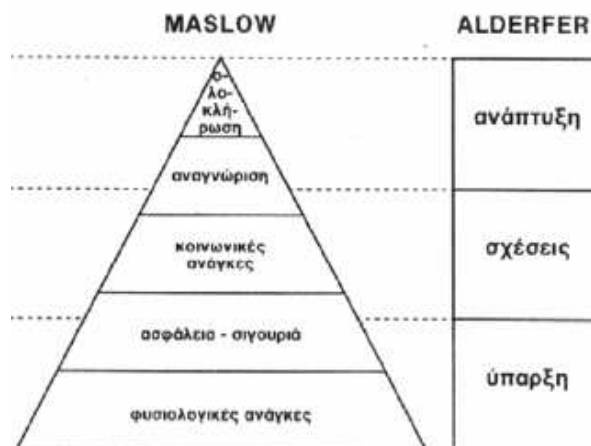 MASLOW
ALDERFER
ο-
λο-
κλή-
ρωση
αναγνώριση
κοινωνικές
ανάγκες
ασφάλεια - σιγουριά
φυσιολογικές ανάγκες
ανάπτυξη
σχέσεις
ύπαρξη